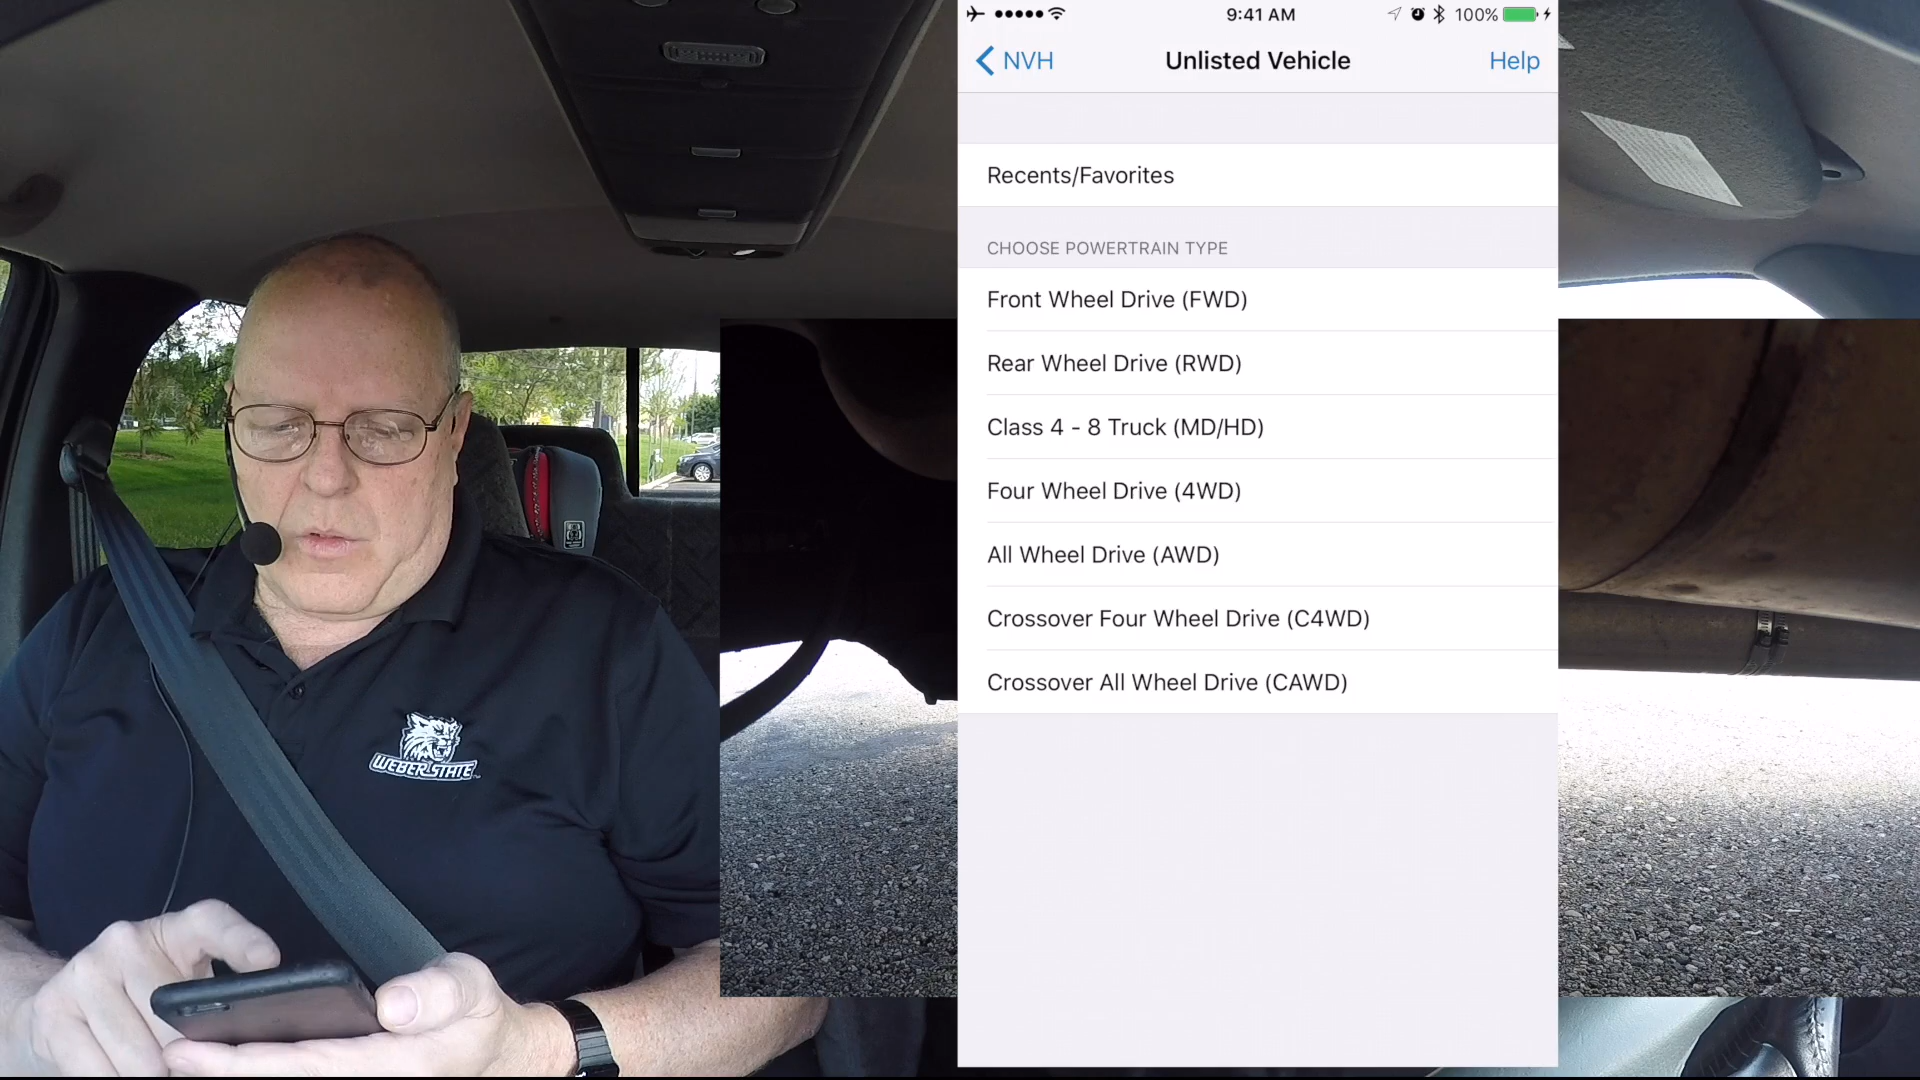 9:41 AM
100%
NVH
Unlisted Vehicle
Help
Recents/Favorites
CHOOSE POWERTRAIN TYPE
Front Wheel Drive (FWD)
Rear Wheel Drive (RWD)
Class 4 - 8 Truck (MD/HD)
Four Wheel Drive (4WD)
All Wheel Drive (AWD)
Crossover Four Wheel Drive (C4WD)
Crossover All Wheel Drive (CAWD)
WEBER STATE